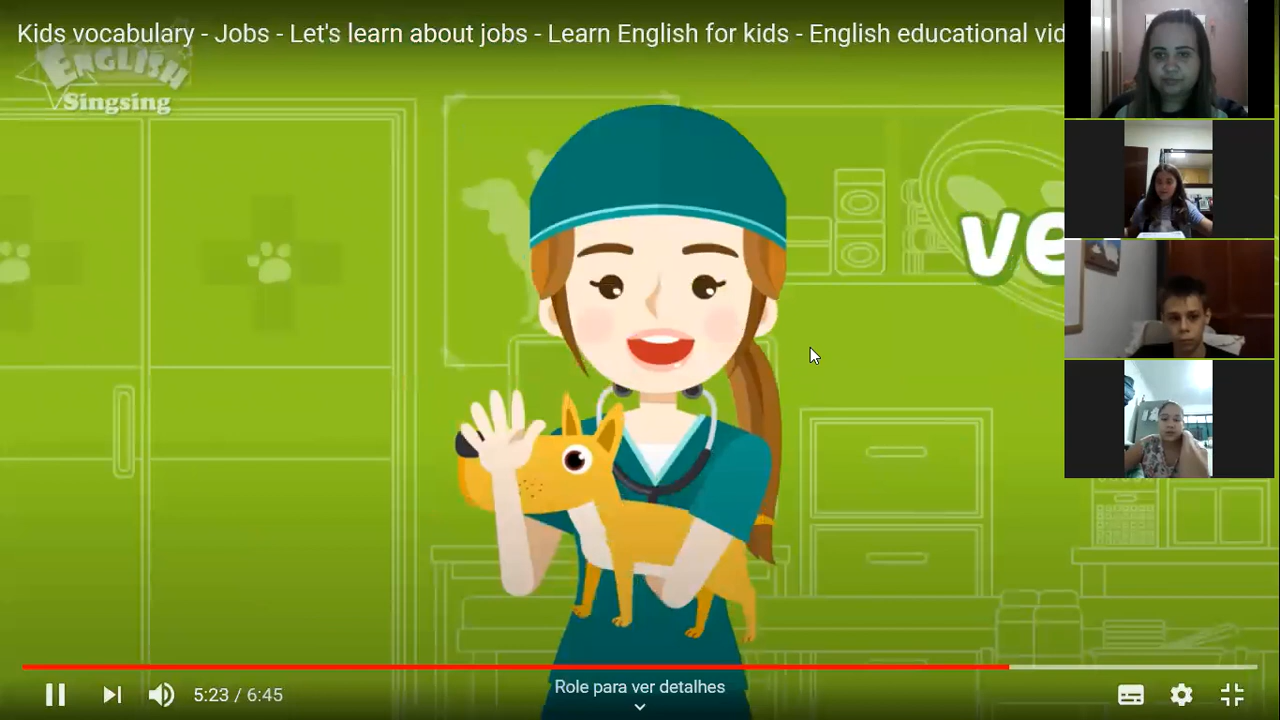 Kids vocabulary - Jobs - Let's learn about jobs - Learn English for kids - English educational vid
ENGLISH
Singsing
ve
5:23 / 6:45
Role para ver detalhes